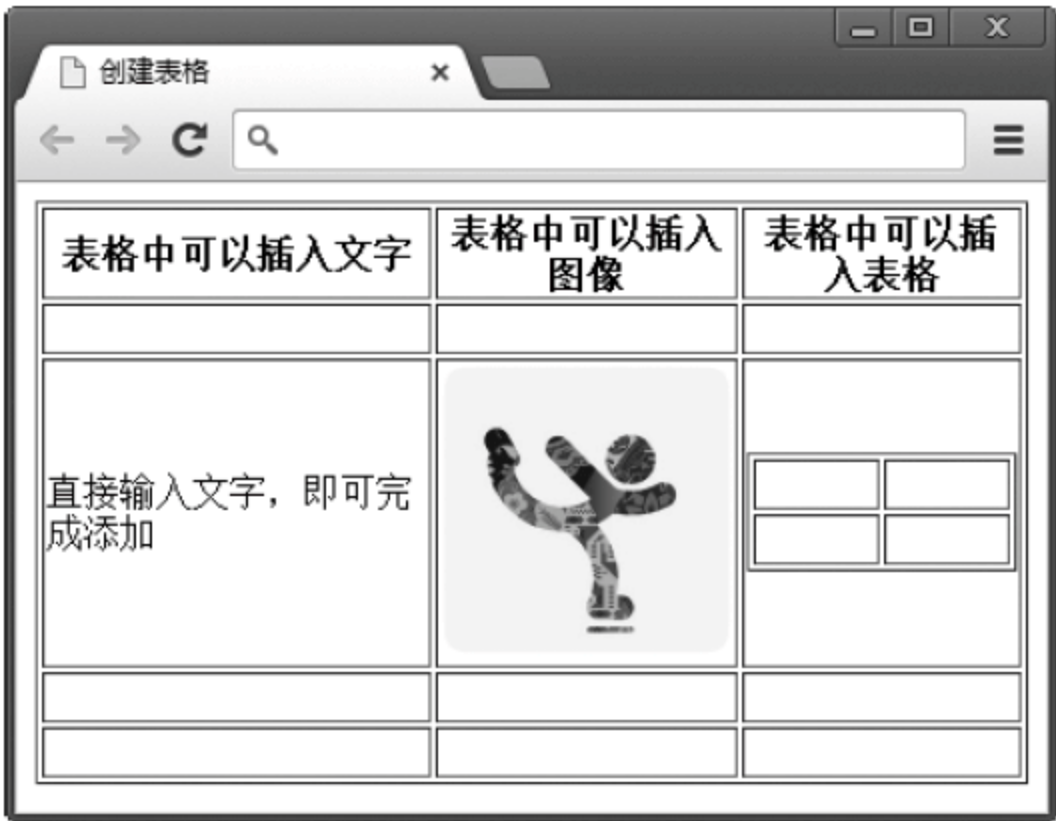 创建表格
表格中可以插入文字
表格中可以插入
图像
表格中可以插
入表格
直接输入文字，即可完
成添加